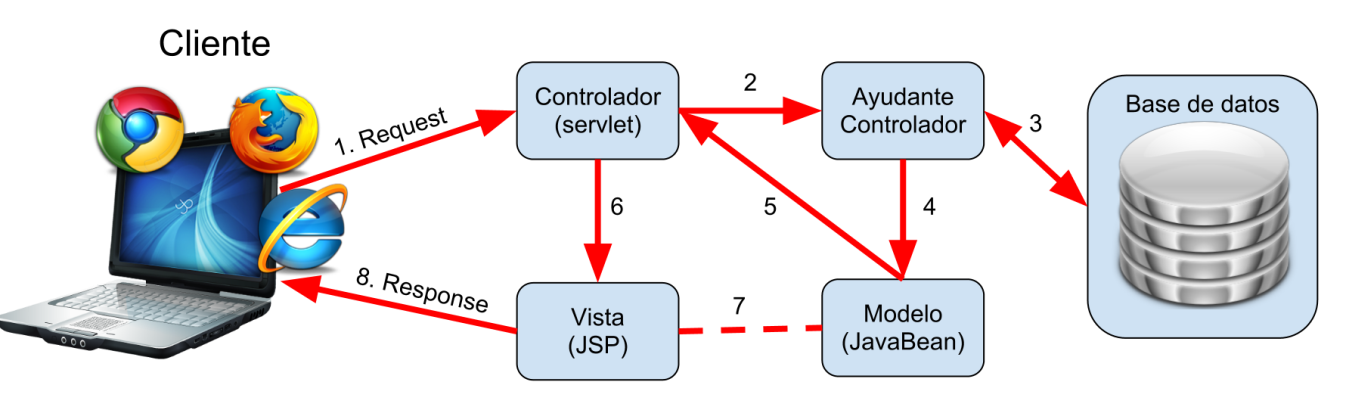 Cliente
1. Request
Controlador
(servlet)
2
Ayudante
Controlador
3
Base de datos
6
5
4
8. Response
Vista
(JSP)
7
Modelo
(JavaBean)